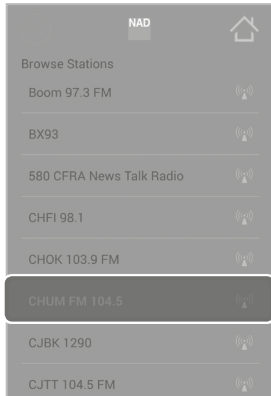 NAD
Browse Stations
Boom 97.3 FM
BX93
580 CFRA News Talk Radio
CHFI 98.1
CHOK 103.9 FM
CHUM FM 104.5
CJBK 1290
CJTT 104.5 FM